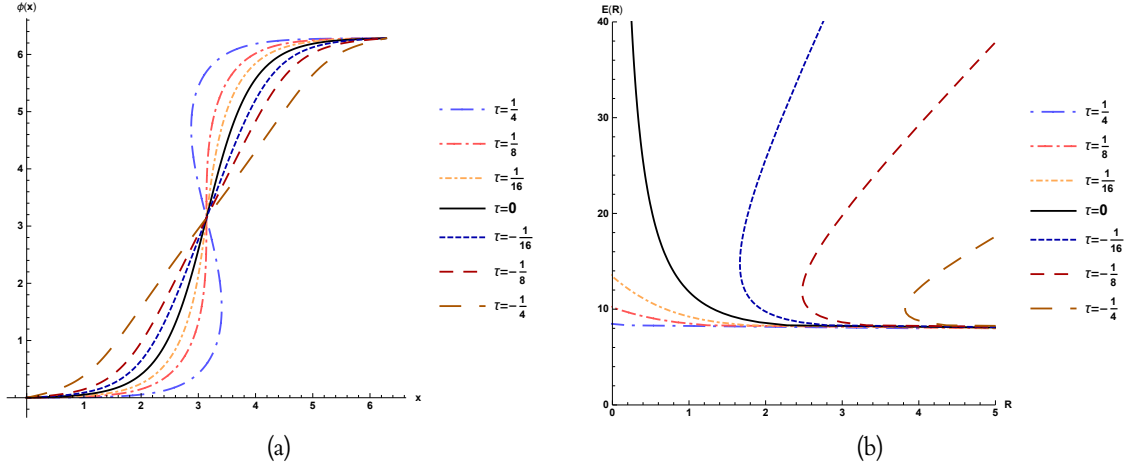 ϕ(x)
6
5
4
3
2
1
0
1 2 3 4 5 6 x
τ=1/4
τ=1/8
τ=1/16
τ=0
τ=-1/16
τ=-1/8
τ=-1/4
(a)
E(R)
40
30
20
10
0
0 1 2 3 4 5
R
τ=1/4
τ=1/8
τ=1/16
τ=0
τ=-1/16
τ=-1/8
τ=-1/4
(b)